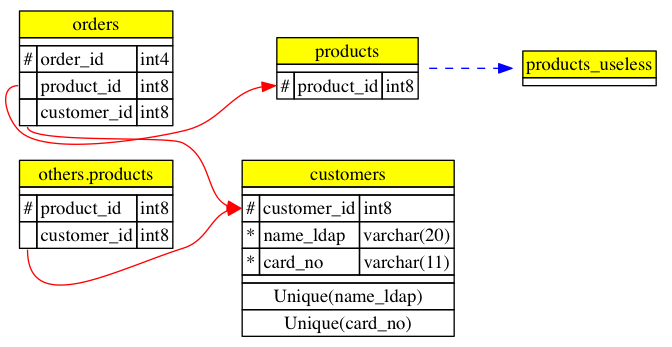 orders
# order_id int4
product_id int8
customer_id int8
products
# product_id int8
products_useless
others.products
# product_id int8
customer_id int8
customers
# customer_id int8
* name_ldap varchar(20)
* card_no varchar(11)
Unique(name_ldap)
Unique(card_no)